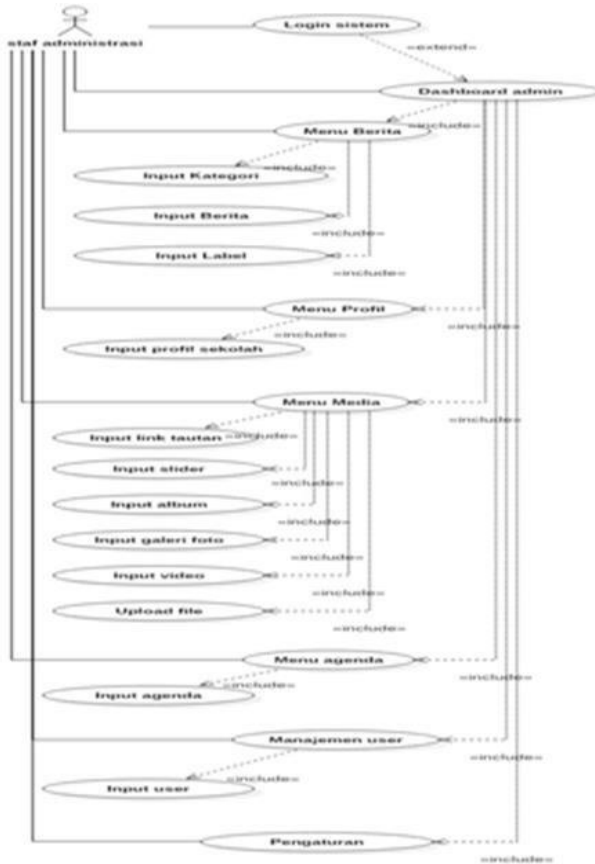 Login sistem
staf administrasi
«extend»
Dashboard admin
«include»
Menu Berita
«include»
Input Kategori
Input Berita
«include»
Input Label
«include»
Menu Profil
«include»
«include»
Input profil sekolah
Menu Media
«include»
Input link tautan
«include»
Input slider
«include»
Input album
«include»
Input galeri foto
«include»
Input video
«include»
Upload file
«include»
Menu agenda
«include»
«include»
Input agenda
Manajemen user
«include»
«include»
Input user
Pengaturan
«include»